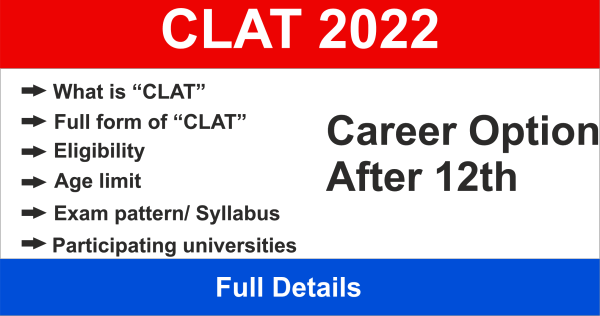 CLAT 2022
What is “CLAT”
Full form of “CLAT”
Eligibility
Age limit
Exam pattern/ Syllabus
Participating universities
Career Option
After 12th
Full Details